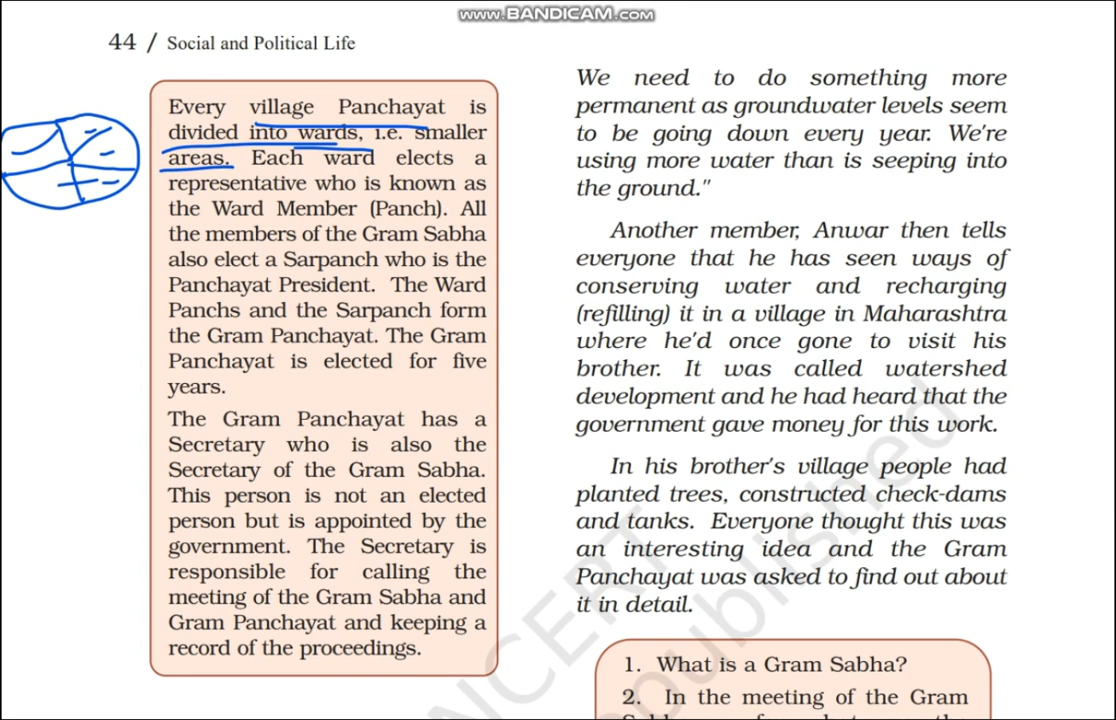 www.BANDICAM.com
44 / Social and Political Life
Every village Panchayat is
divided into wards, i.e. smaller
areas. Each ward elects a
representative who is known as
the Ward Member (Panch). All
the members of the Gram Sabha
also elect a Sarpanch who is the
Panchayat President. The Ward
Panchs and the Sarpanch form
the Gram Panchayat. The Gram
Panchayat is elected for five
years.
The Gram Panchayat has a
Secretary who is also the
Secretary of the Gram Sabha.
This person is not an elected
person but is appointed by the
government. The Secretary is
responsible for calling the
meeting of the Gram Sabha and
Gram Panchayat and keeping a
record of the proceedings.
We need to do something more
permanent as groundwater levels seem
to be going down every year. We're
using more water than is seeping into
the ground."
Another member, Anwar then tells
everyone that he has seen ways of
conserving water and recharging
(refilling) it in a village in Maharashtra
where he'd once gone to visit his
brother. It was called watershed
development and he had heard that the
government gave money for this work.
In his brother's village people had
planted trees, constructed check-dams
and tanks. Everyone thought this was
an interesting idea and the Gram
Panchayat was asked to find out about
it in detail.
1. What is a Gram Sabha?
2. In the meeting of the Gram
NCERT
published